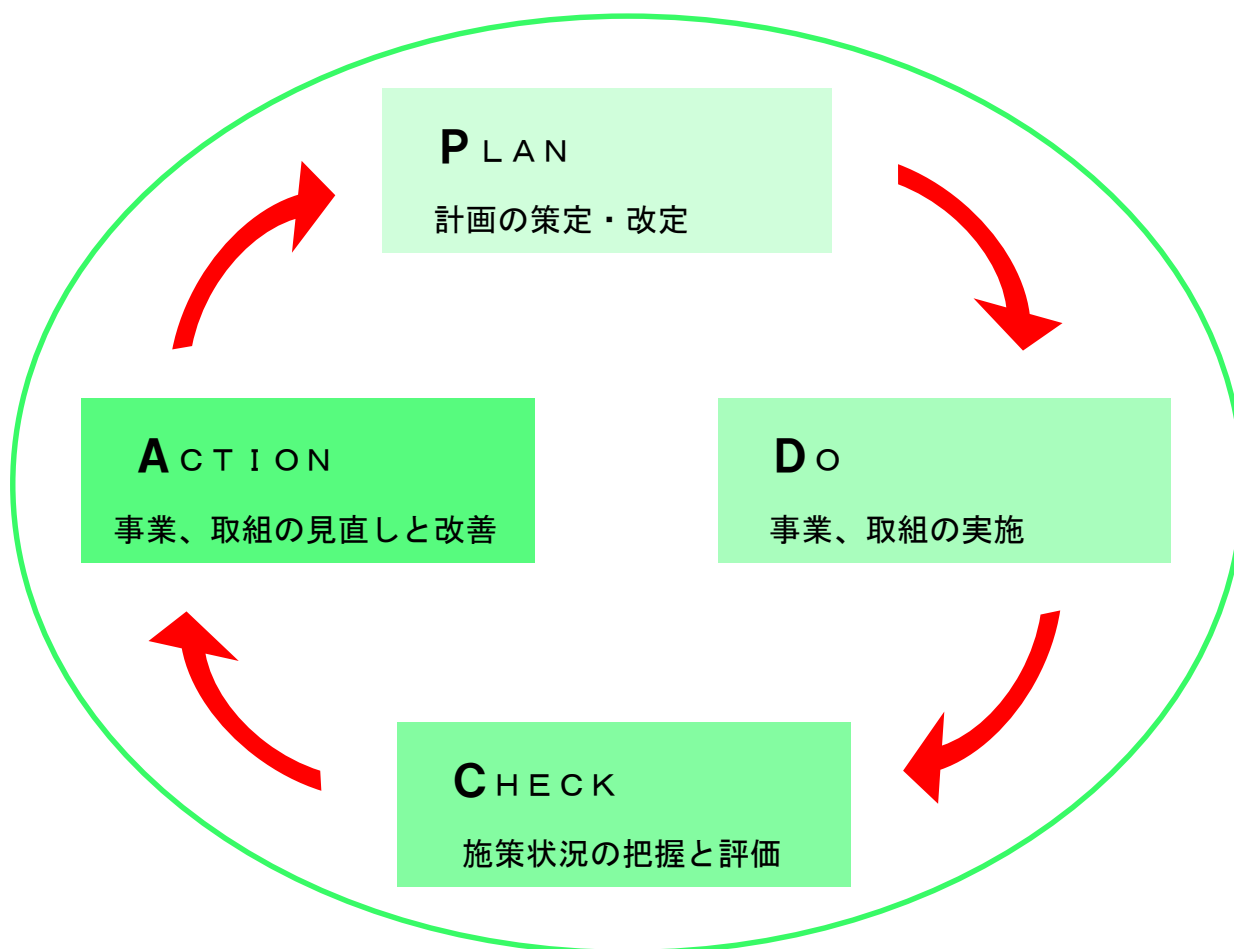 ＰＬＡＮ
計画の策定・改定
ＡＣＴＩＯＮ
事業、取組の見直しと改善
ＤＯ
事業、取組の実施
ＣＨＥＣＫ
施策状況の把握と評価